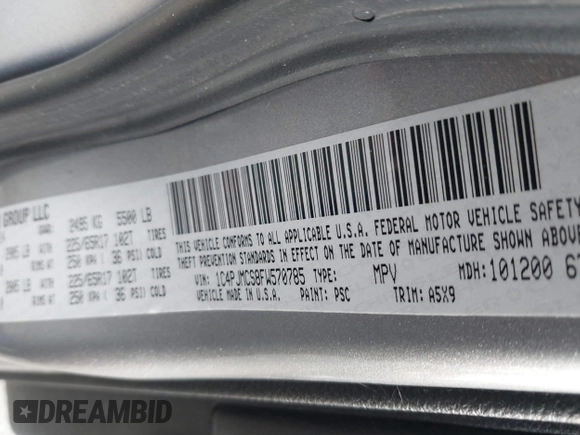 GROUP LLC
2495 KG 5500 LB
WITH 225/65R17 102T TIRES
250 KPA ( 36 PSI) COLD
WITH 225/65R17 102T TIRES
250 KPA ( 36 PSI) COLD
THIS VEHICLE CONFORMS TO ALL APPLICABLE U.S.A. FEDERAL MOTOR VEHICLE SAFETY
THEFT PREVENTION STANDARDS IN EFFECT ON THE DATE OF MANUFACTURE SHOWN ABOVE
VIN: TYPE: MPV MDH: 101200
VEHICLE MADE IN U.S.A. PAINT: PSC TRIM: A5X9
DREAMBID